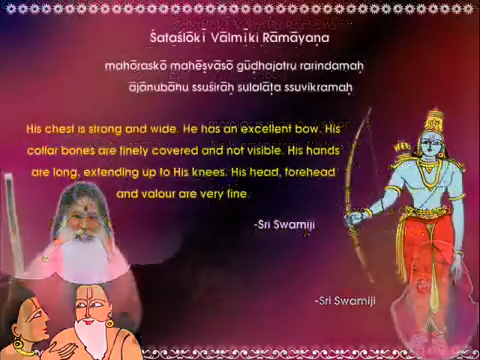 Śataślōkī Vālmīki Rāmāyaṇa
mahōraskō mahēṣvāsō gūḍhajatru rarindamaḥ
ājānubāhu ssuśirāḥ sulalāṭa ssuvikramaḥ
His chest is strong and wide. He has an excellent bow. His
collar bones are finely covered and not visible. His hands
are long, extending up to His knees. His head, forehead
and valour are very fine.
-Sri Swamiji
-Sri Swamiji